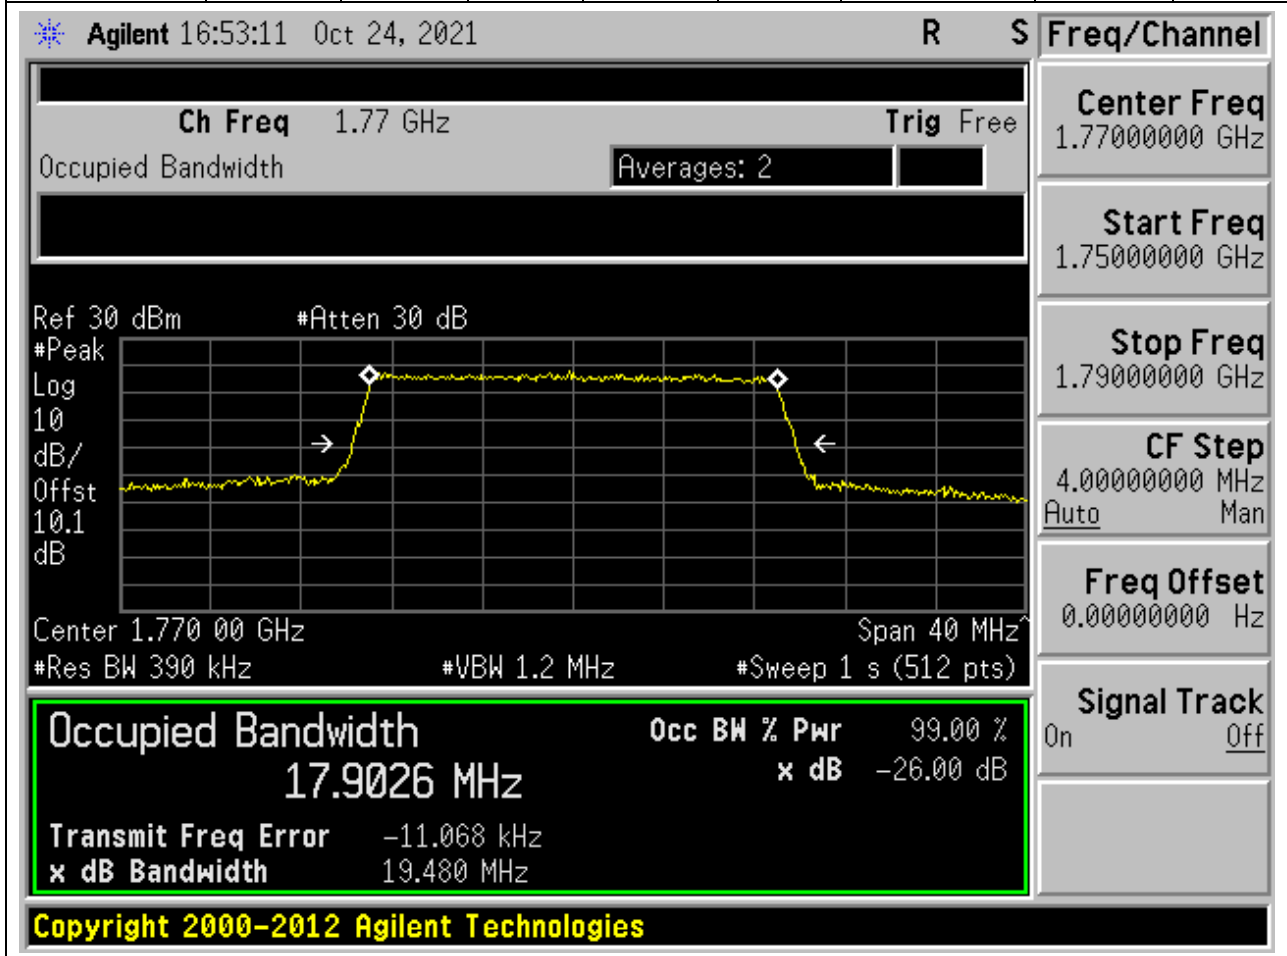 Agilent 16:53:11 Oct 24, 2021 R S Freq/Channel
Ch Freq 1.77 GHz Trig Free
Occupied Bandwidth Averages: 2
Center Freq
1.77000000 GHz
Start Freq
1.75000000 GHz
Stop Freq
1.79000000 GHz
CF Step
4.00000000 MHz
Auto Man
Freq Offset
0.00000000 Hz
Signal Track
On Off
Ref 30 dBm #Atten 30 dB
#Peak
Log
10
dB/
Offst
10.1
dB
Center 1.770 00 GHz Span 40 MHz^
#Res BW 390 kHz #VBW 1.2 MHz #Sweep 1 s (512 pts)
Occupied Bandwidth Occ BW % Pwr 99.00 %
17.9026 MHz x dB -26.00 dB
Transmit Freq Error -11.068 kHz
x dB Bandwidth 19.480 MHz
Copyright 2000-2012 Agilent Technologies